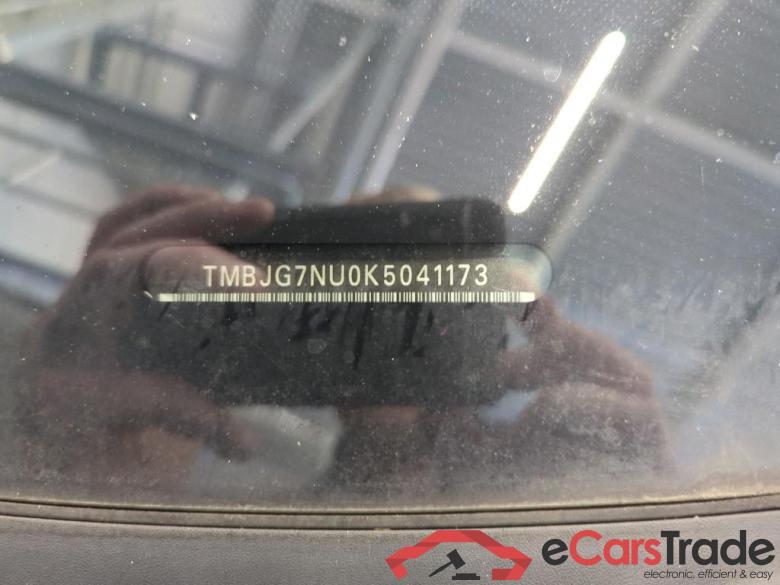 TMBJG7NU0K5041173
eCarsTrade
electronic, efficient & easy